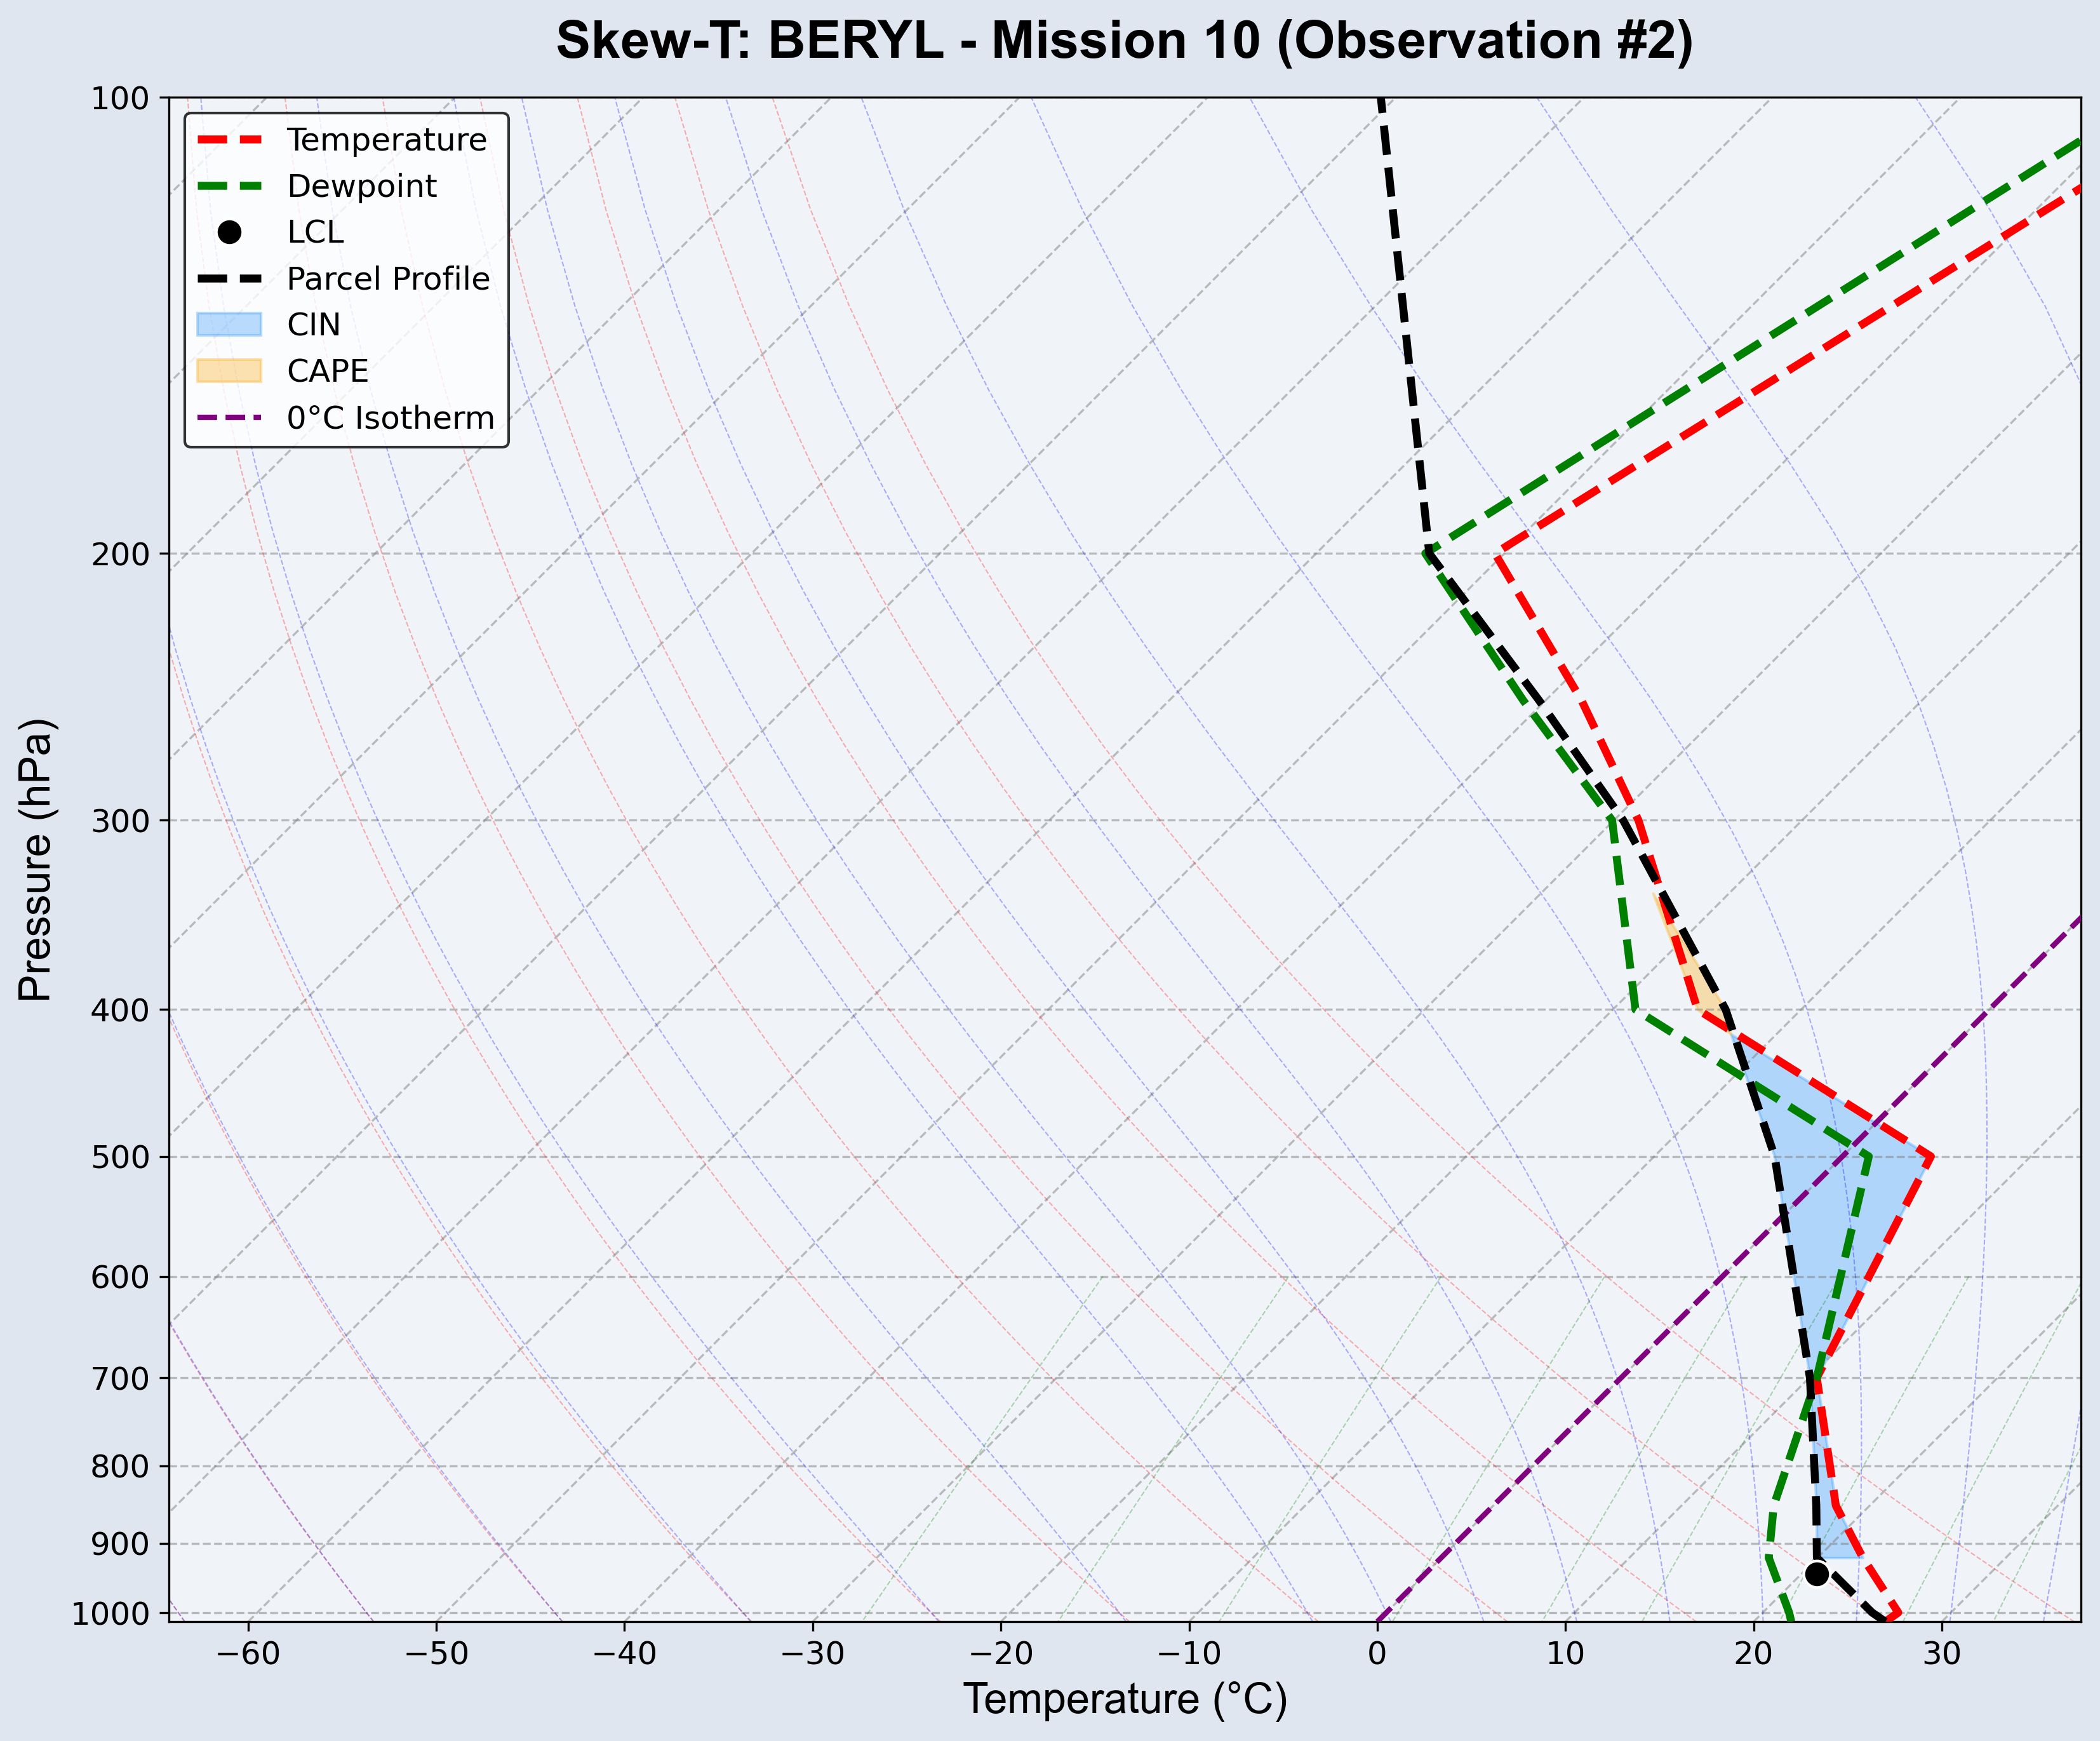 Skew-T: BERYL - Mission 10 (Observation #2)
Temperature
Dewpoint
LCL
Parcel Profile
CIN
CAPE
0°C Isotherm
Pressure (hPa)
100
200
300
400
500
600
700
800
900
1000
−60 −50 −40 −30 −20 −10 0 10 20 30
Temperature (°C)